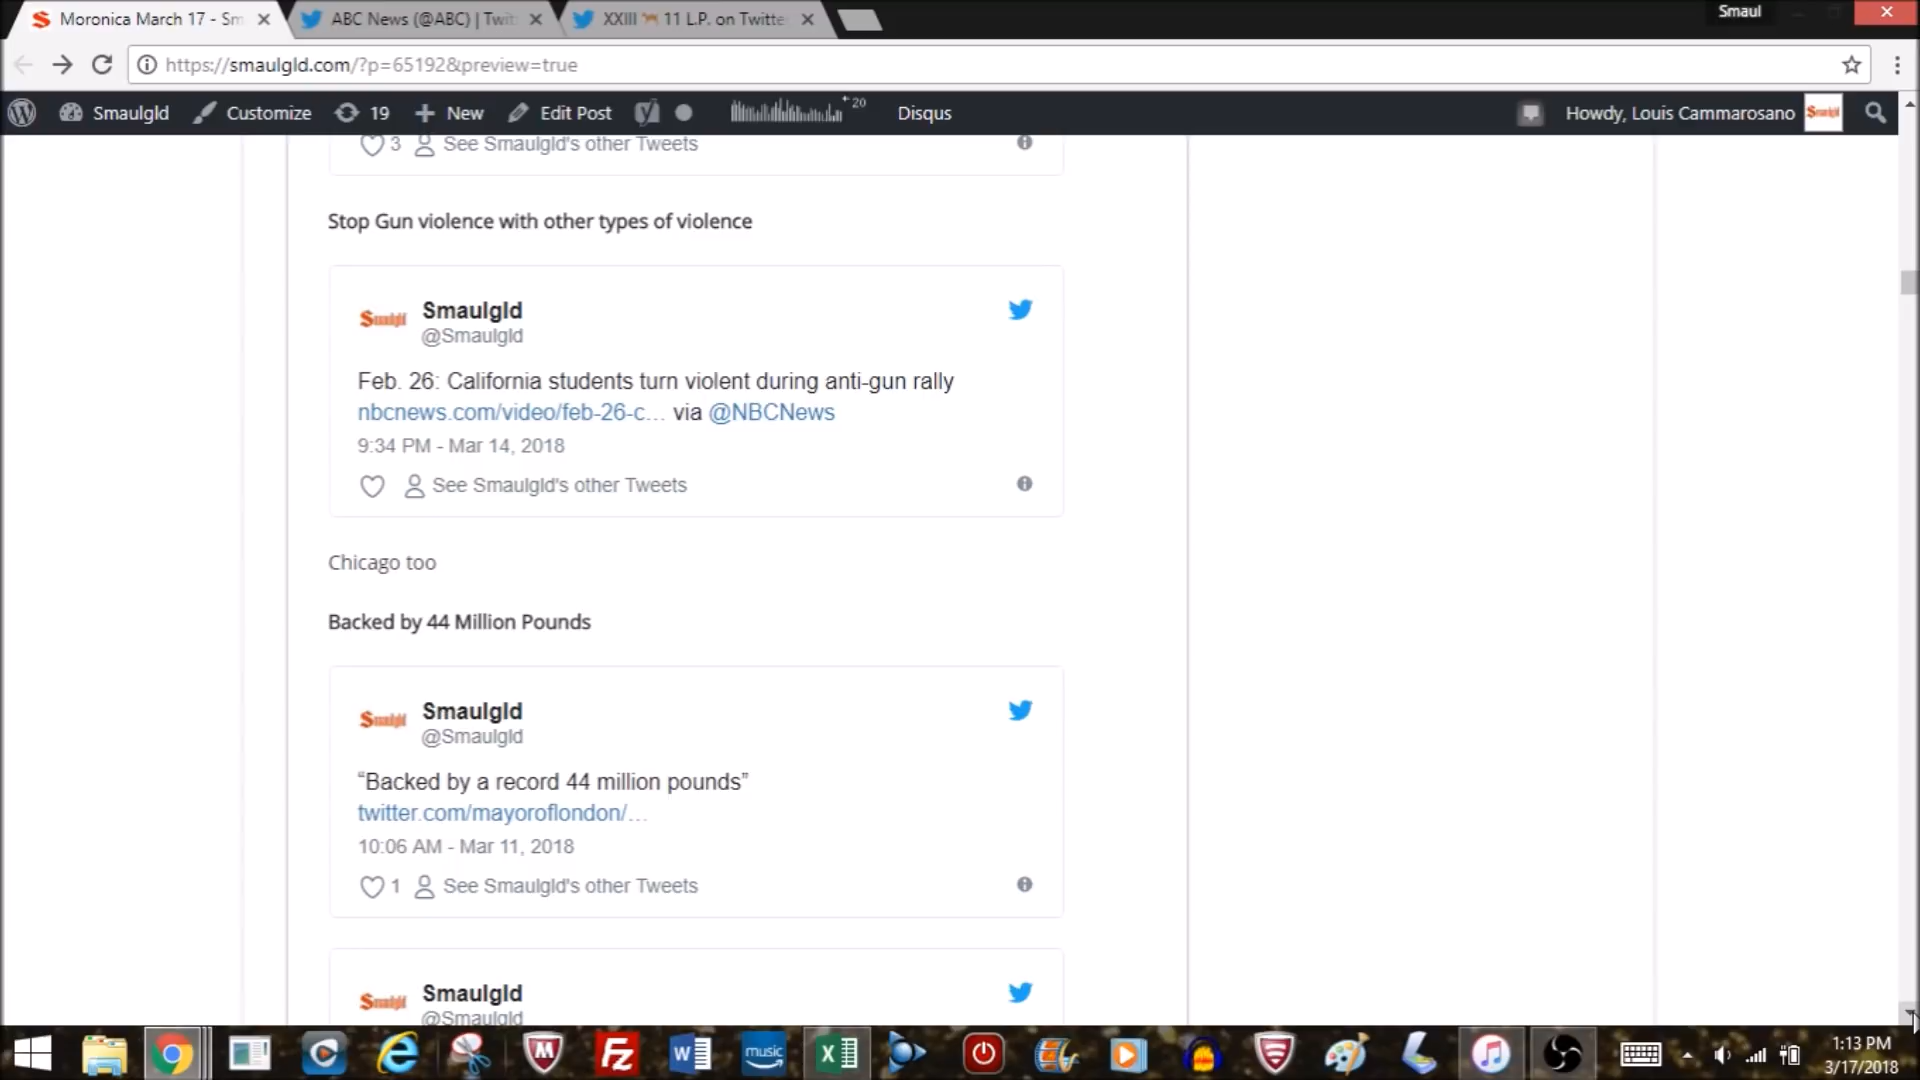 Moronica March 17 - Sm
ABC News (@ABC) | Twit
XXIII 11 L.P. on Twitte
Smaul
https://smaulgld.com/?p=65192&preview=true
Smaulgld
Customize
19
New
Edit Post
+20
Disqus
Howdy, Louis Cammarosano
Smaulgld
3 See Smaulgld's other Tweets
Stop Gun violence with other types of violence
Smaulgld
Smaulgld
@Smaulgld
Feb. 26: California students turn violent during anti-gun rally
nbcnews.com/video/feb-26-c... via @NBCNews
9:34 PM - Mar 14, 2018
See Smaulgld's other Tweets
Chicago too
Backed by 44 Million Pounds
Smaulgld
Smaulgld
@Smaulgld
“Backed by a record 44 million pounds”
twitter.com/mayoroflondon/...
10:06 AM - Mar 11, 2018
1 See Smaulgld's other Tweets
Smaulgld
Smaulgld
@Smaulgld
music
1:13 PM
3/17/2018